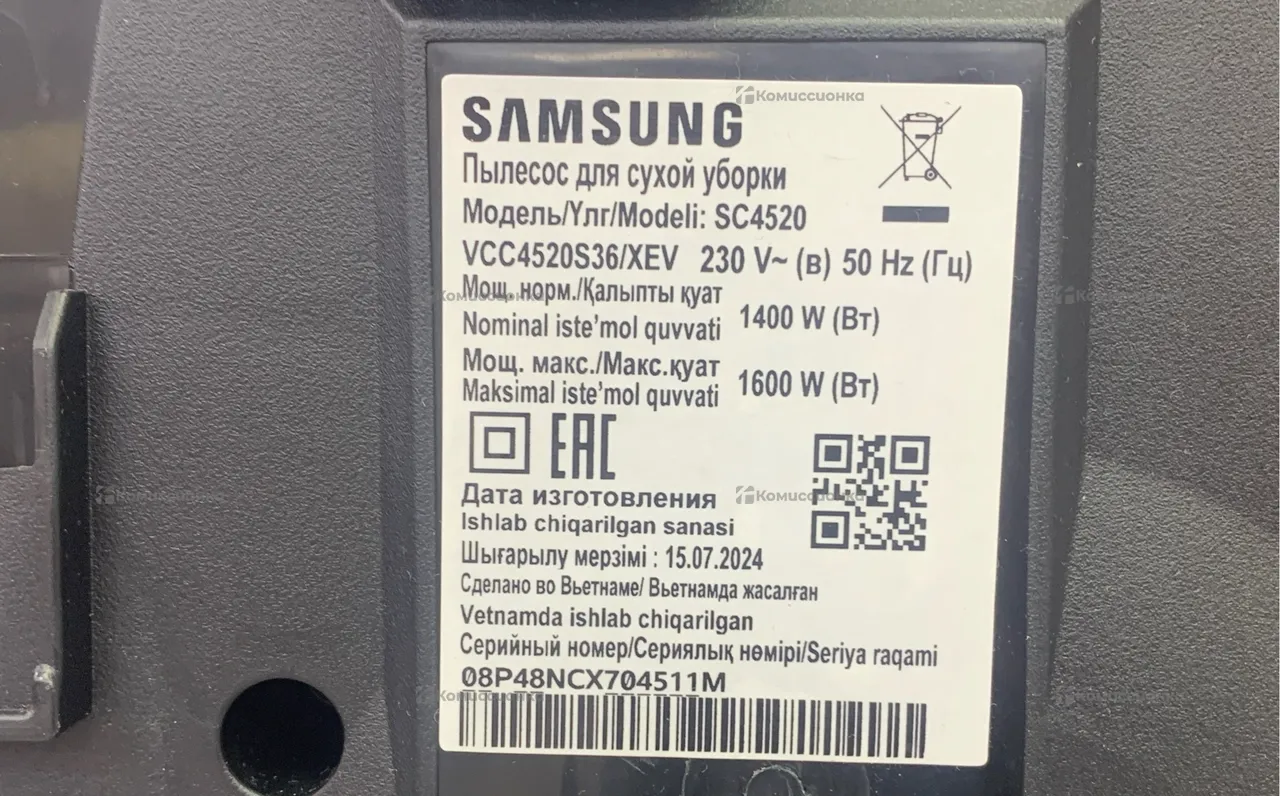 Комиссионка
SAMSUNG
Пылесос для сухой уборки
Модель/Үлг/Modeli: SC4520
VCC4520S36/XEV 230 V~ (в) 50 Hz (Гц)
Комиссионка
Мощ. норм./Қалыпты қуат
Nominal iste'mol quvvati 1400 W (Вт)
Мощ. макс./Макс.қуат
Maksimal iste'mol quvvati 1600 W (Вт)
EAC
Дата изготовления
Комиссионка
Ishlab chiqarilgan sanasi
Шығарылу мерзімі : 15.07.2024
Сделано во Вьетнаме/ Вьетнамда жасалған
Vetnamda ishlab chiqarilgan
Серийный номер/Сериялық нөмірі/Seriya raqami
08P48NCX704511M
Комиссионка